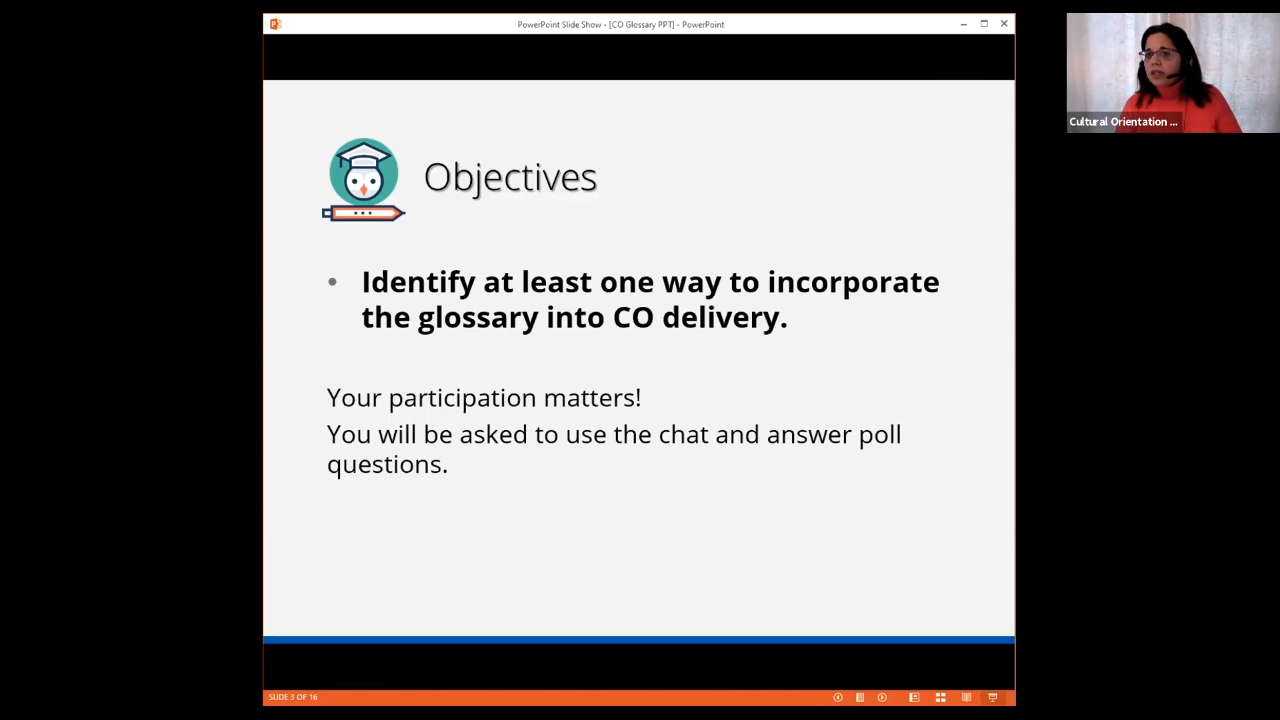 PowerPoint Slide Show - [CO Glossary PPT] - PowerPoint
Cultural Orientation ...
Objectives
• Identify at least one way to incorporate
the glossary into CO delivery.
Your participation matters!
You will be asked to use the chat and answer poll
questions.
SLIDE 3 OF 16